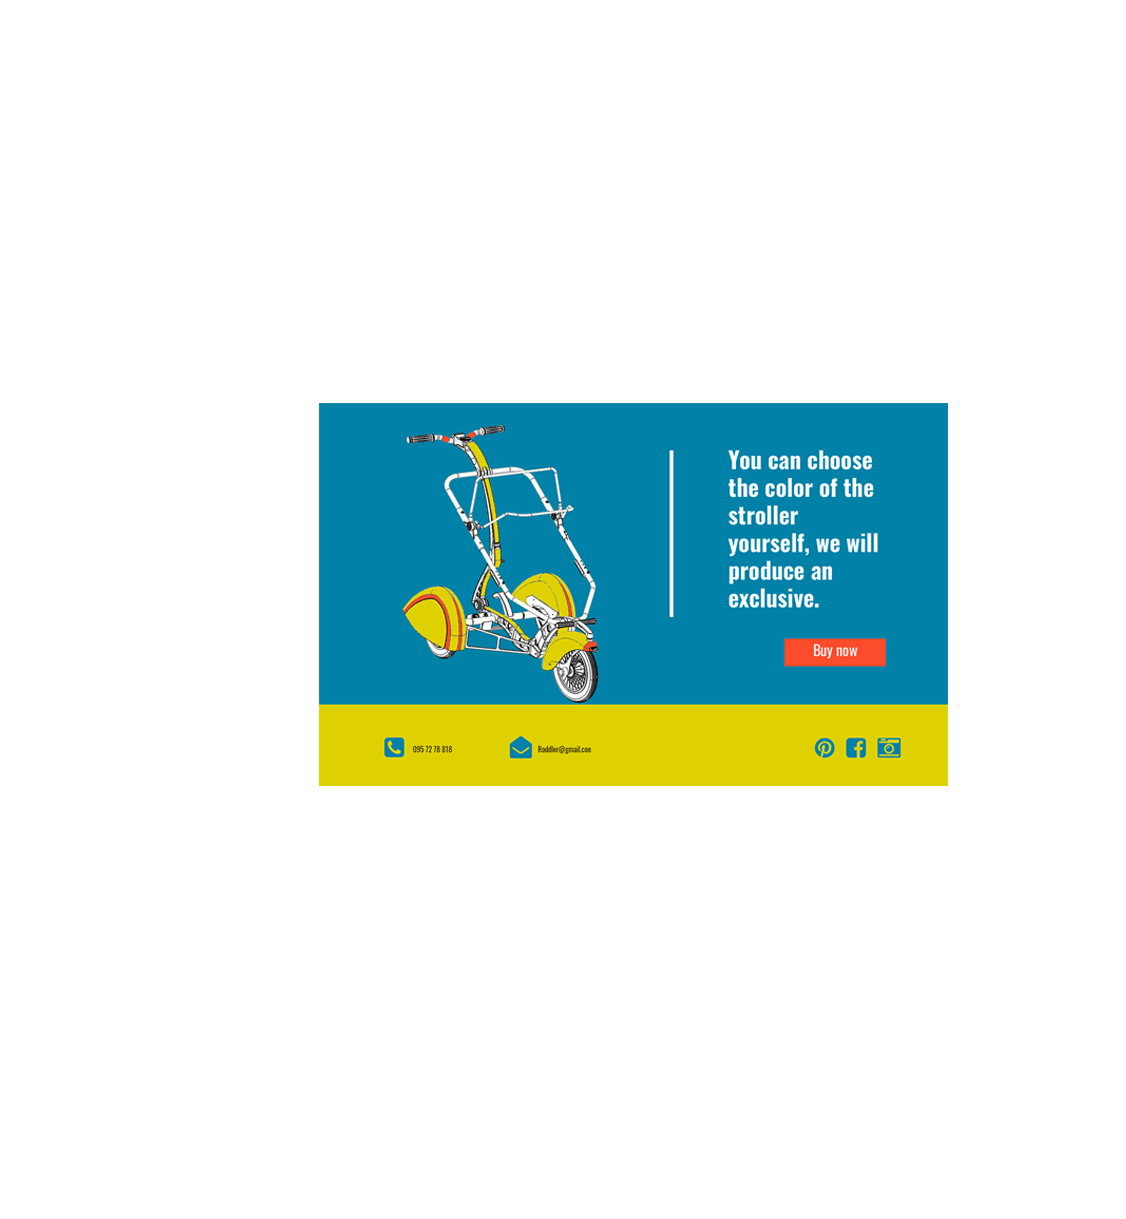 You can choose
the color of the
stroller
yourself, we will
produce an
exclusive.
Buy now
095 72 78 818
Roddler@gmail.con